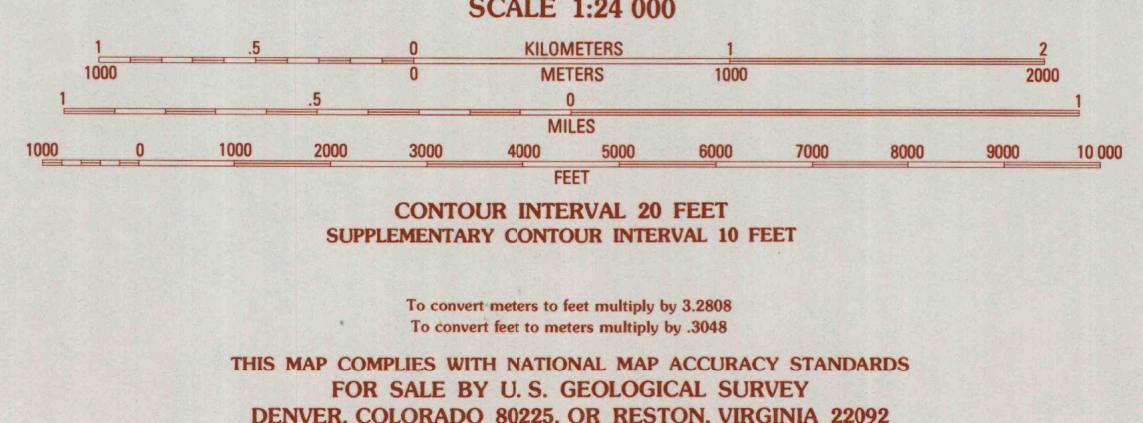 SCALE 1:24 000
1 .5 0 KILOMETERS 1 2
1000 0 METERS 1000 2000
1 .5 0 1
MILES
1000 0 1000 2000 3000 4000 5000 6000 7000 8000 9000 10 000
FEET
CONTOUR INTERVAL 20 FEET
SUPPLEMENTARY CONTOUR INTERVAL 10 FEET
To convert meters to feet multiply by 3.2808
To convert feet to meters multiply by .3048
THIS MAP COMPLIES WITH NATIONAL MAP ACCURACY STANDARDS
FOR SALE BY U. S. GEOLOGICAL SURVEY
DENVER, COLORADO 80225, OR RESTON, VIRGINIA 22092